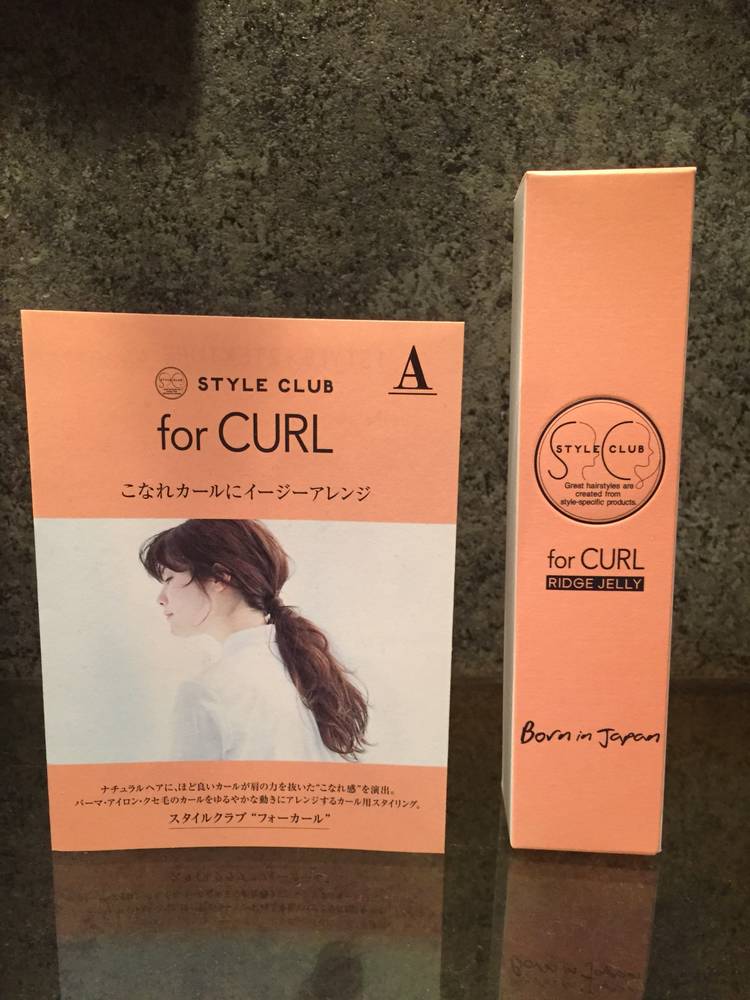 A
STYLE CLUB
for CURL
こなれカールにイージーアレンジ
ナチュラルヘアに、ほど良いカールが肩の力を抜いた“こなれ感”を演出。
パーマ・アイロン・クセ毛のカールをゆるやかな動きにアレンジするカール用スタイリング。
スタイルクラブ “フォーカール”
STYLE CLUB
Great hairstyles are
created from
style-specific products.
for CURL
RIDGE JELLY
Born in Japan